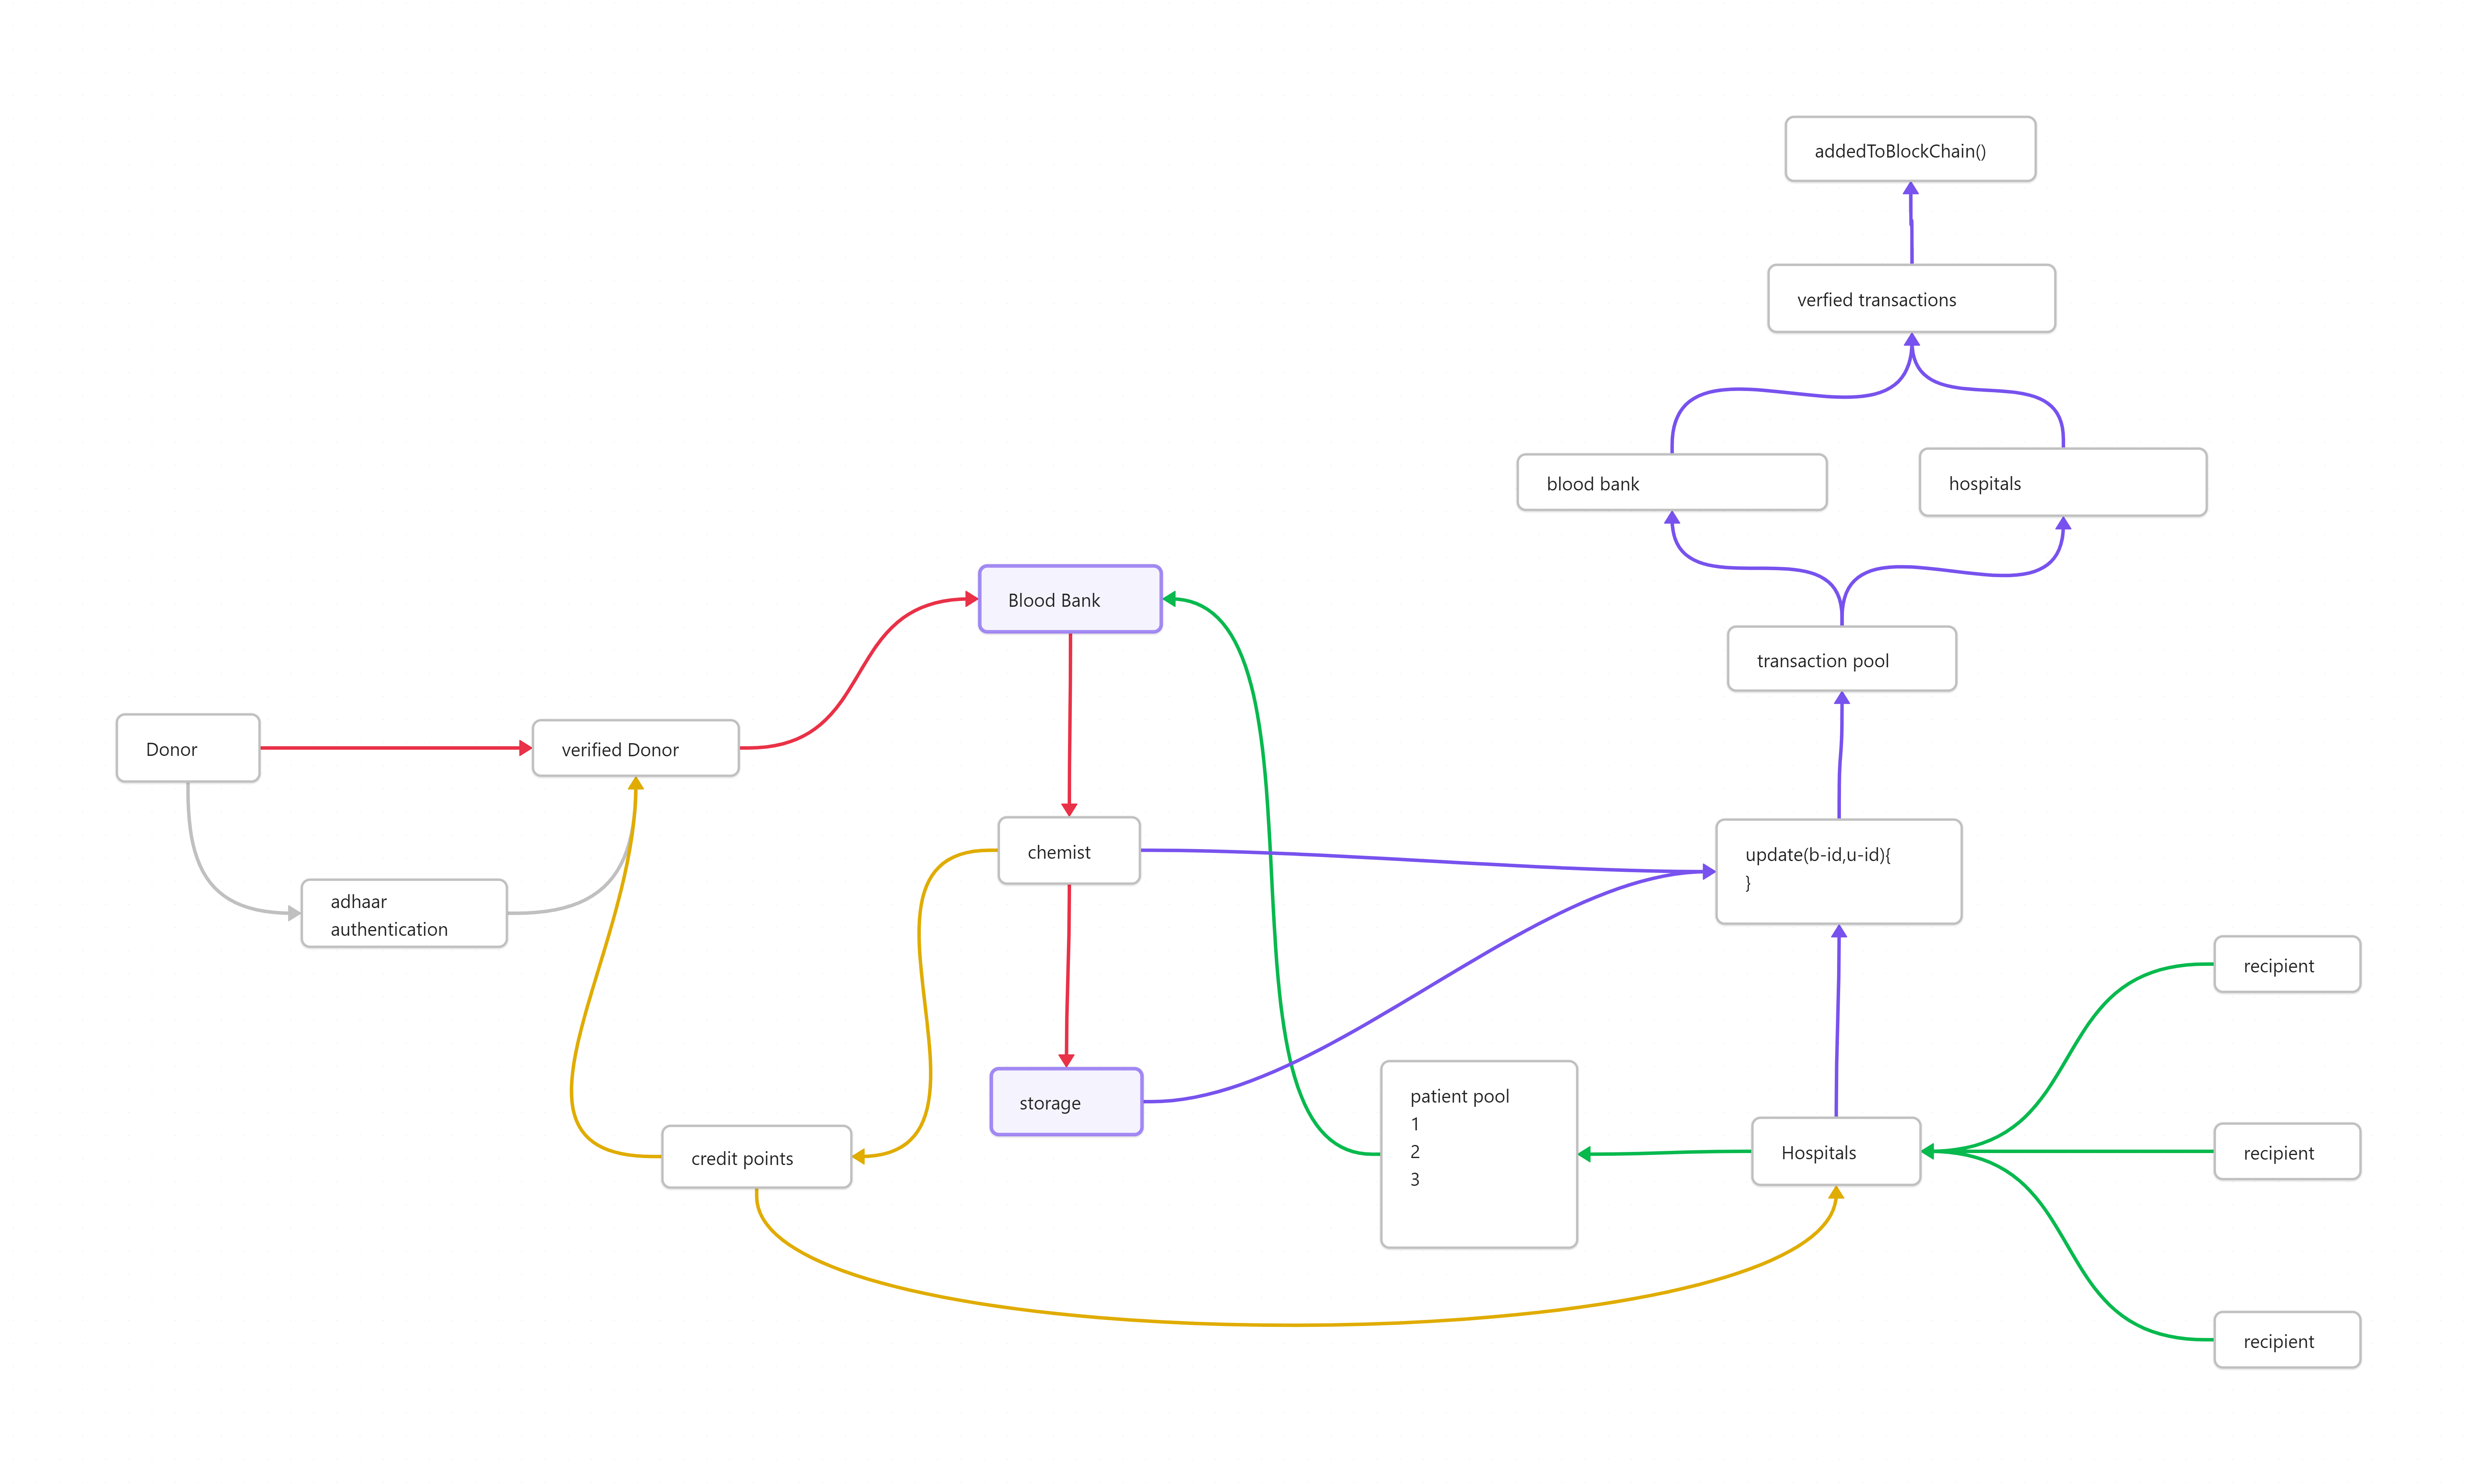 addedToBlockChain()
verfied transactions
blood bank
hospitals
Blood Bank
transaction pool
Donor
verified Donor
chemist
update(b-id,u-id){
}
adhaar
authentication
recipient
storage
patient pool
1
2
3
credit points
Hospitals
recipient
recipient